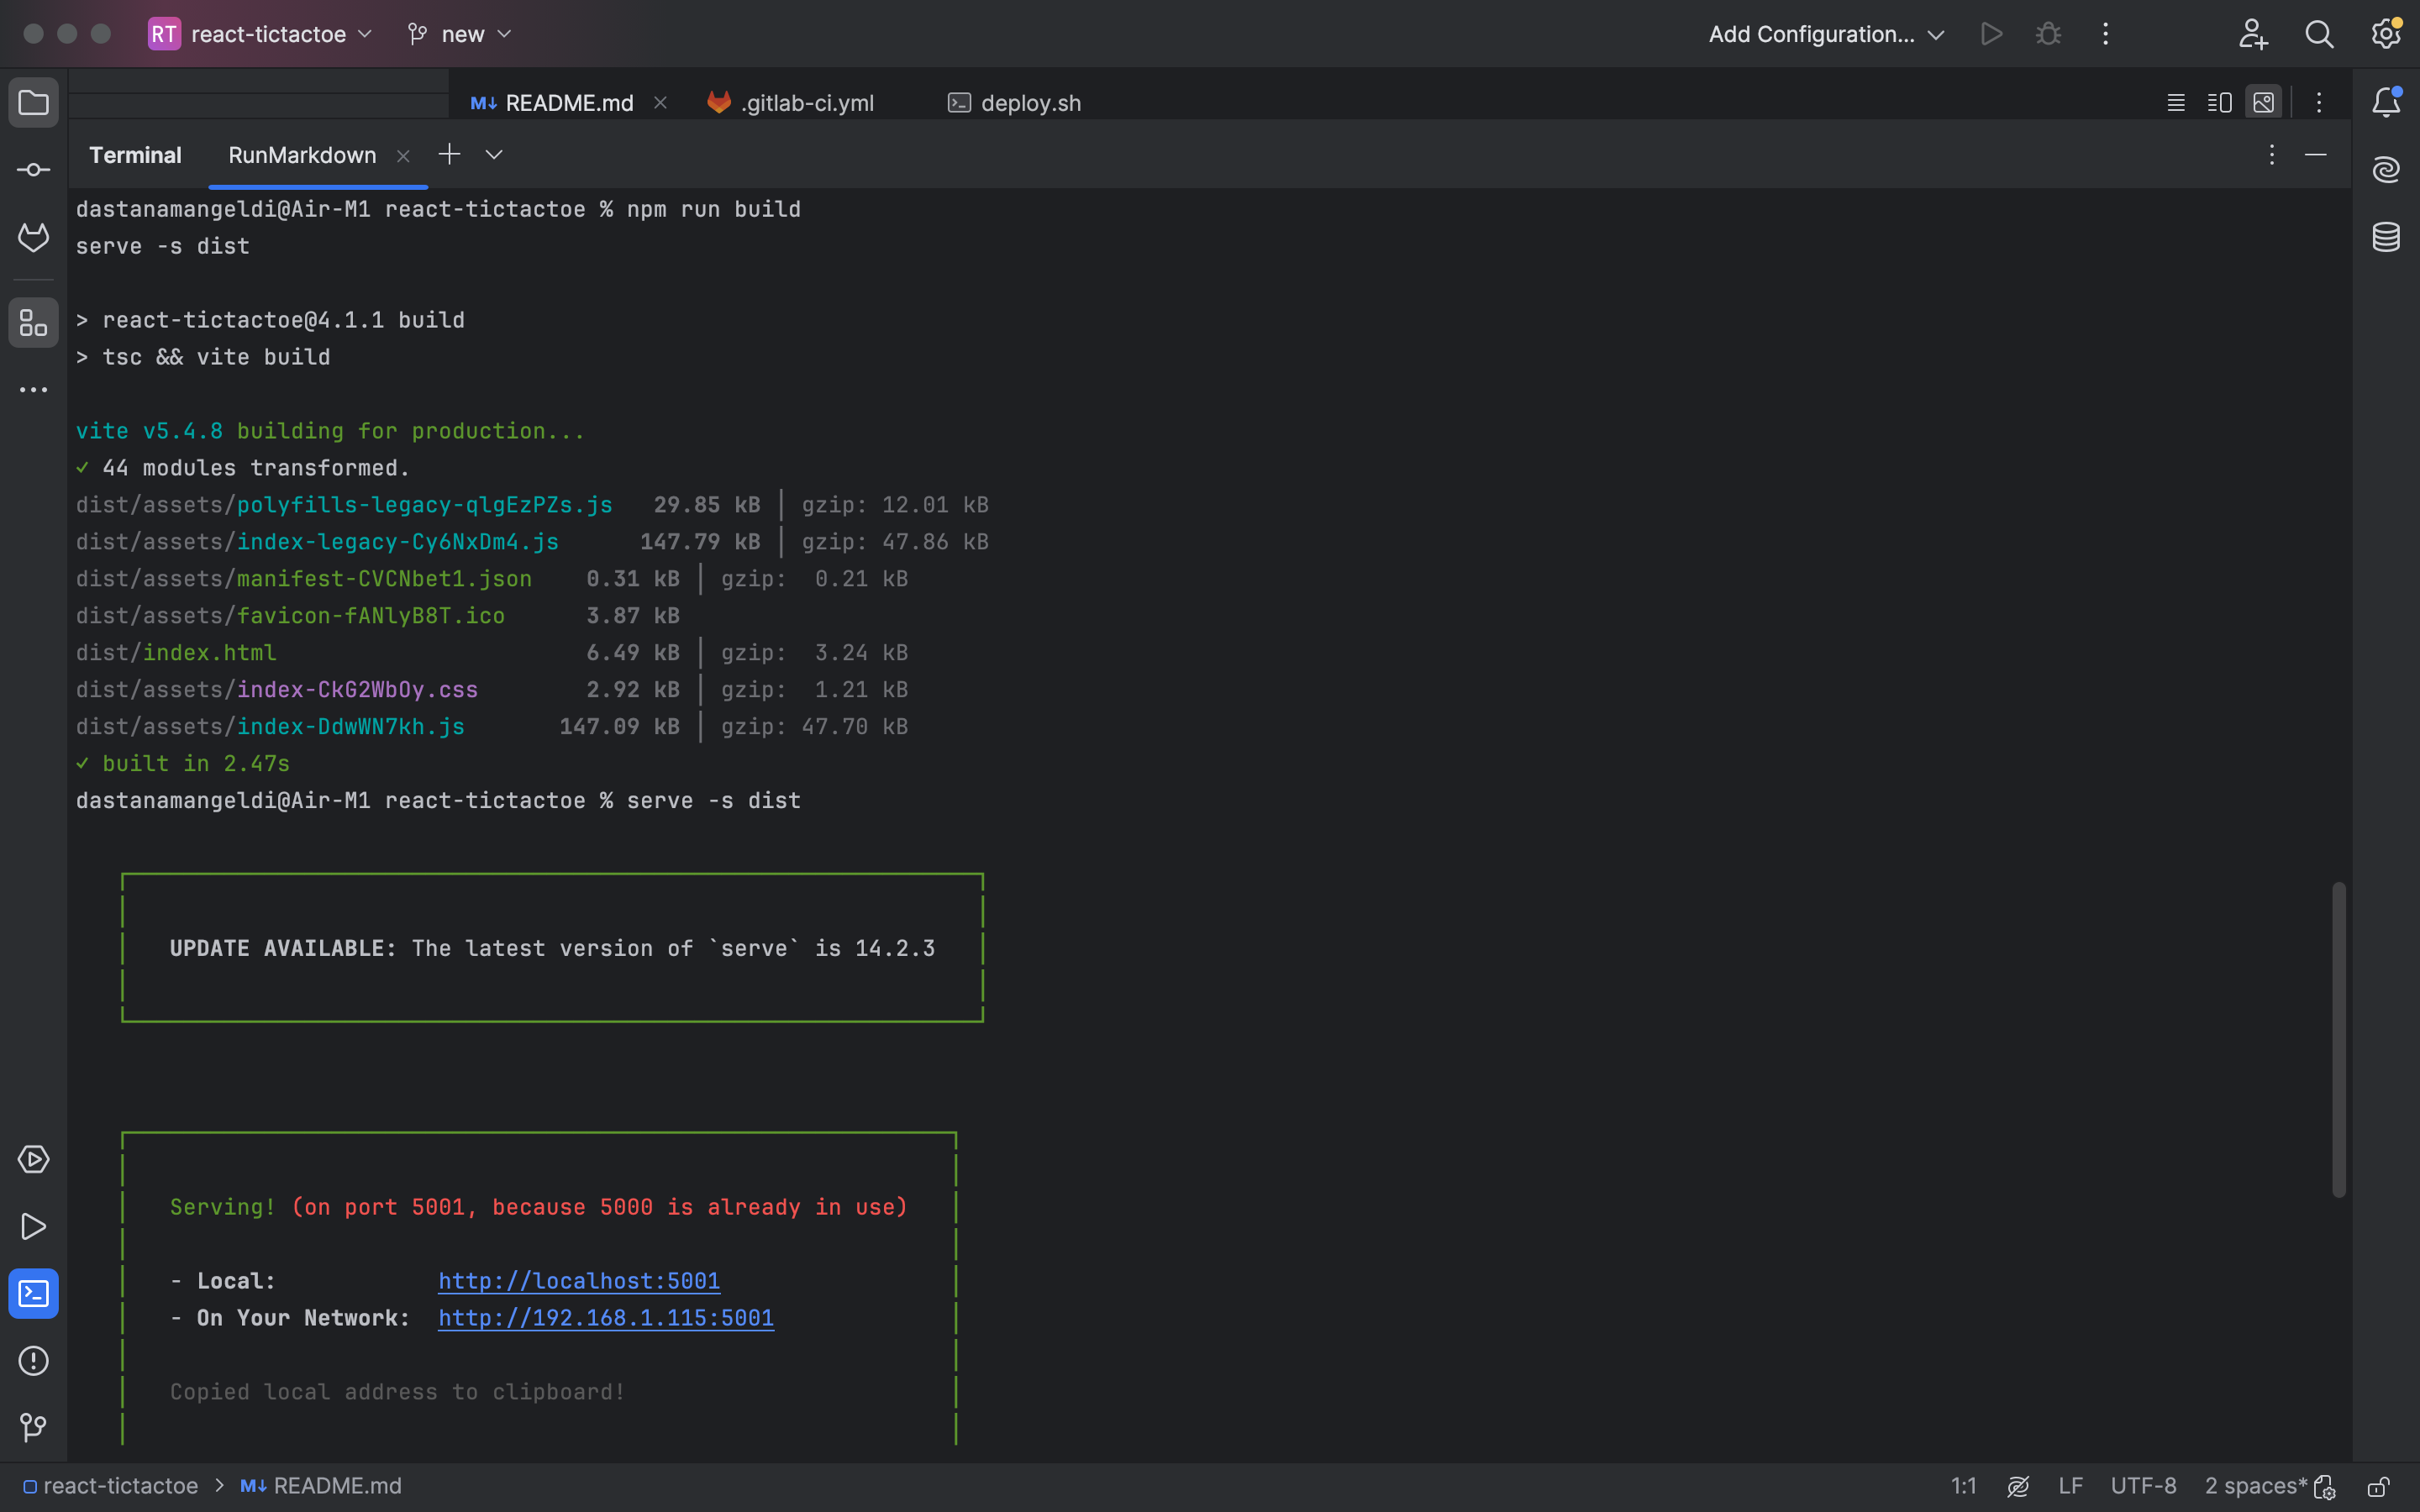 RT react-tictactoe new Add Configuration...
M↓ README.md .gitlab-ci.yml deploy.sh
Terminal RunMarkdown
dastanamangeldi@Air-M1 react-tictactoe % npm run build
serve -s dist
> react-tictactoe@4.1.1 build
> tsc && vite build
vite v5.4.8 building for production...
✓ 44 modules transformed.
dist/assets/polyfills-legacy-qlgEzPZs.js 29.85 kB │ gzip: 12.01 kB
dist/assets/index-legacy-Cy6NxDm4.js 147.79 kB │ gzip: 47.86 kB
dist/assets/manifest-CVCNbet1.json 0.31 kB │ gzip: 0.21 kB
dist/assets/favicon-fANlyB8T.ico 3.87 kB
dist/index.html 6.49 kB │ gzip: 3.24 kB
dist/assets/index-CkG2WbOy.css 2.92 kB │ gzip: 1.21 kB
dist/assets/index-DdwWN7kh.js 147.09 kB │ gzip: 47.70 kB
✓ built in 2.47s
dastanamangeldi@Air-M1 react-tictactoe % serve -s dist
UPDATE AVAILABLE: The latest version of `serve` is 14.2.3
Serving! (on port 5001, because 5000 is already in use)
- Local: http://localhost:5001
- On Your Network: http://192.168.1.115:5001
Copied local address to clipboard!
react-tictactoe > M↓ README.md 1:1 LF UTF-8 2 spaces*